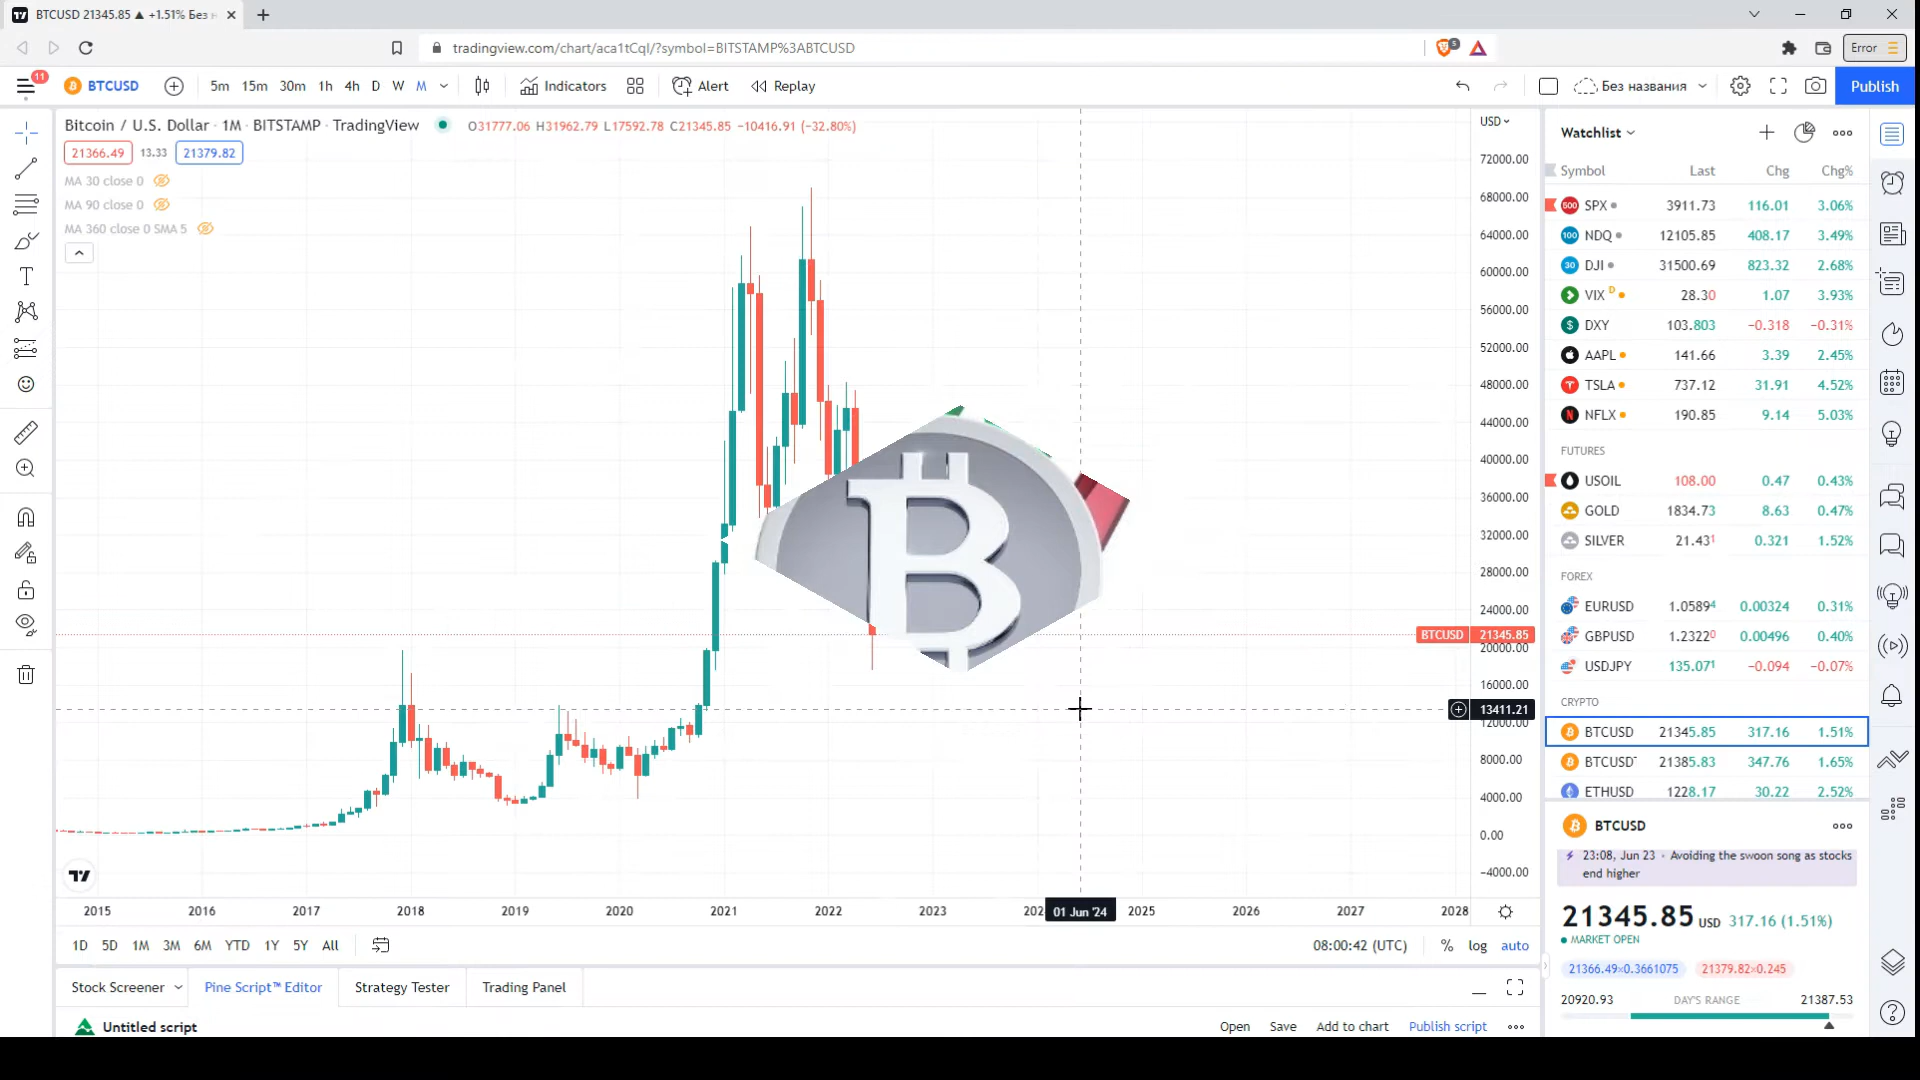 BTCUSD 21345.85 ▲ +1.51% Без н
tradingview.com/chart/aca1tCqI/?symbol=BITSTAMP%3ABTCUSD
5
Error
11
BTCUSD
5m 15m 30m 1h 4h D W M
Indicators
Alert
Replay
Без названия
Publish
Bitcoin / U.S. Dollar · 1M · BITSTAMP · TradingView
O31777.06 H31962.79 L17592.78 C21345.85 −10416.91 (−32.80%)
21366.49 13.33 21379.82
MA 30 close 0
MA 90 close 0
MA 360 close 0 SMA 5
USD
72000.00
68000.00
64000.00
60000.00
56000.00
52000.00
48000.00
44000.00
40000.00
36000.00
32000.00
28000.00
24000.00
BTCUSD 21345.85
20000.00
16000.00
13411.21
12000.00
8000.00
4000.00
0.00
−4000.00
2015 2016 2017 2018 2019 2020 2021 2022 2023 202 01 Jun '24 2025 2026 2027 2028
1D 5D 1M 3M 6M YTD 1Y 5Y All
08:00:42 (UTC) % log auto
Stock Screener Pine Script™ Editor Strategy Tester Trading Panel
Untitled script
Open Save Add to chart Publish script
Watchlist
Symbol Last Chg Chg%
500 SPX 3911.73 116.01 3.06%
100 NDQ 12105.85 408.17 3.49%
30 DJI 31500.69 823.32 2.68%
VIX D 28.30 1.07 3.93%
DXY 103.803 −0.318 −0.31%
AAPL 141.66 3.39 2.45%
TSLA 737.12 31.91 4.52%
NFLX 190.85 9.14 5.03%
FUTURES
USOIL 108.00 0.47 0.43%
GOLD 1834.73 8.63 0.47%
SILVER 21.431 0.321 1.52%
FOREX
EURUSD 1.05894 0.00324 0.31%
GBPUSD 1.23220 0.00496 0.40%
USDJPY 135.071 −0.094 −0.07%
CRYPTO
BTCUSD 21345.85 317.16 1.51%
BTCUSD 21385.83 347.76 1.65%
ETHUSD 1228.17 30.22 2.52%
BTCUSD
23:08, Jun 23 · Avoiding the swoon song as stocks
end higher
21345.85 USD 317.16 (1.51%)
MARKET OPEN
21366.49×0.3661075 21379.82×0.245
20920.93 DAY'S RANGE 21387.53